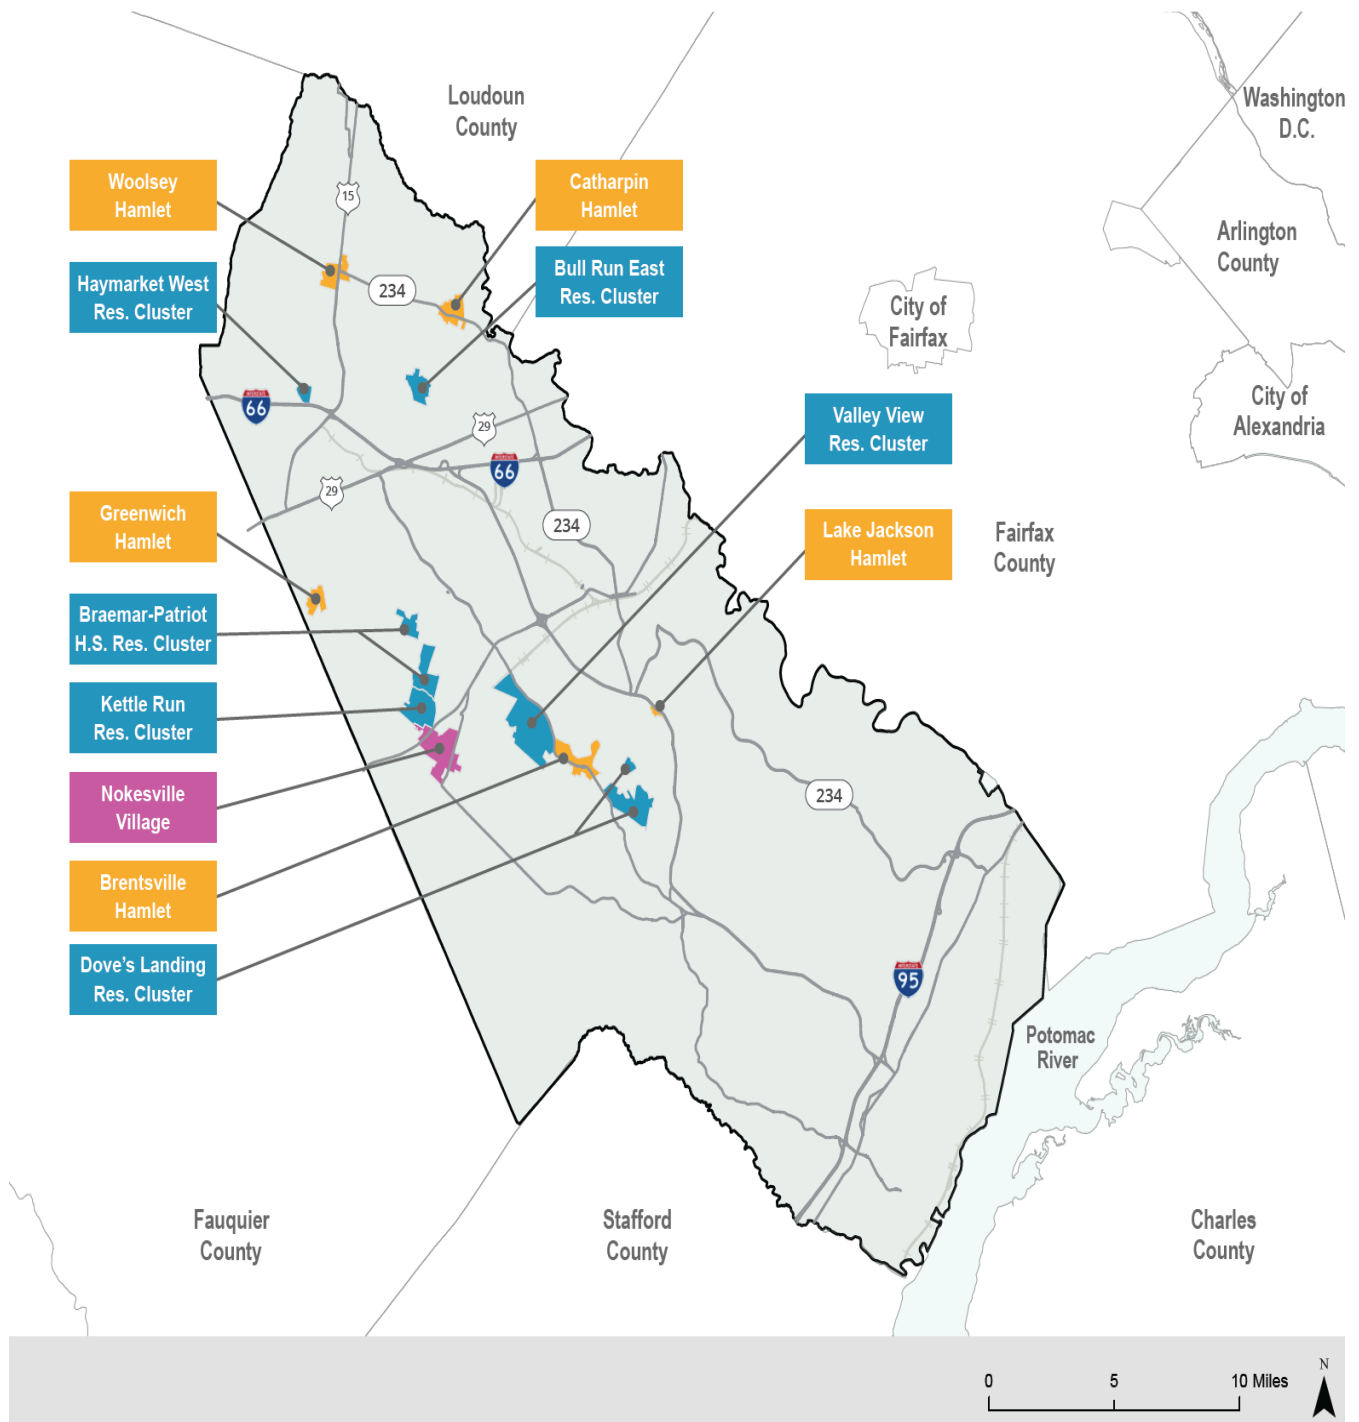 Loudoun
County
Washington
D.C.
Woolsey
Hamlet
Catharpin
Hamlet
15
Arlington
County
Haymarket West
Res. Cluster
Bull Run East
Res. Cluster
234
City of
Fairfax
66
City of
Alexandria
Valley View
Res. Cluster
29
66
29
Greenwich
Hamlet
234
Lake Jackson
Hamlet
Fairfax
County
Braemar-Patriot
H.S. Res. Cluster
Kettle Run
Res. Cluster
Nokesville
Village
234
Brentsville
Hamlet
Dove's Landing
Res. Cluster
95
Potomac
River
Fauquier
County
Stafford
County
Charles
County
N
0 5 10 Miles